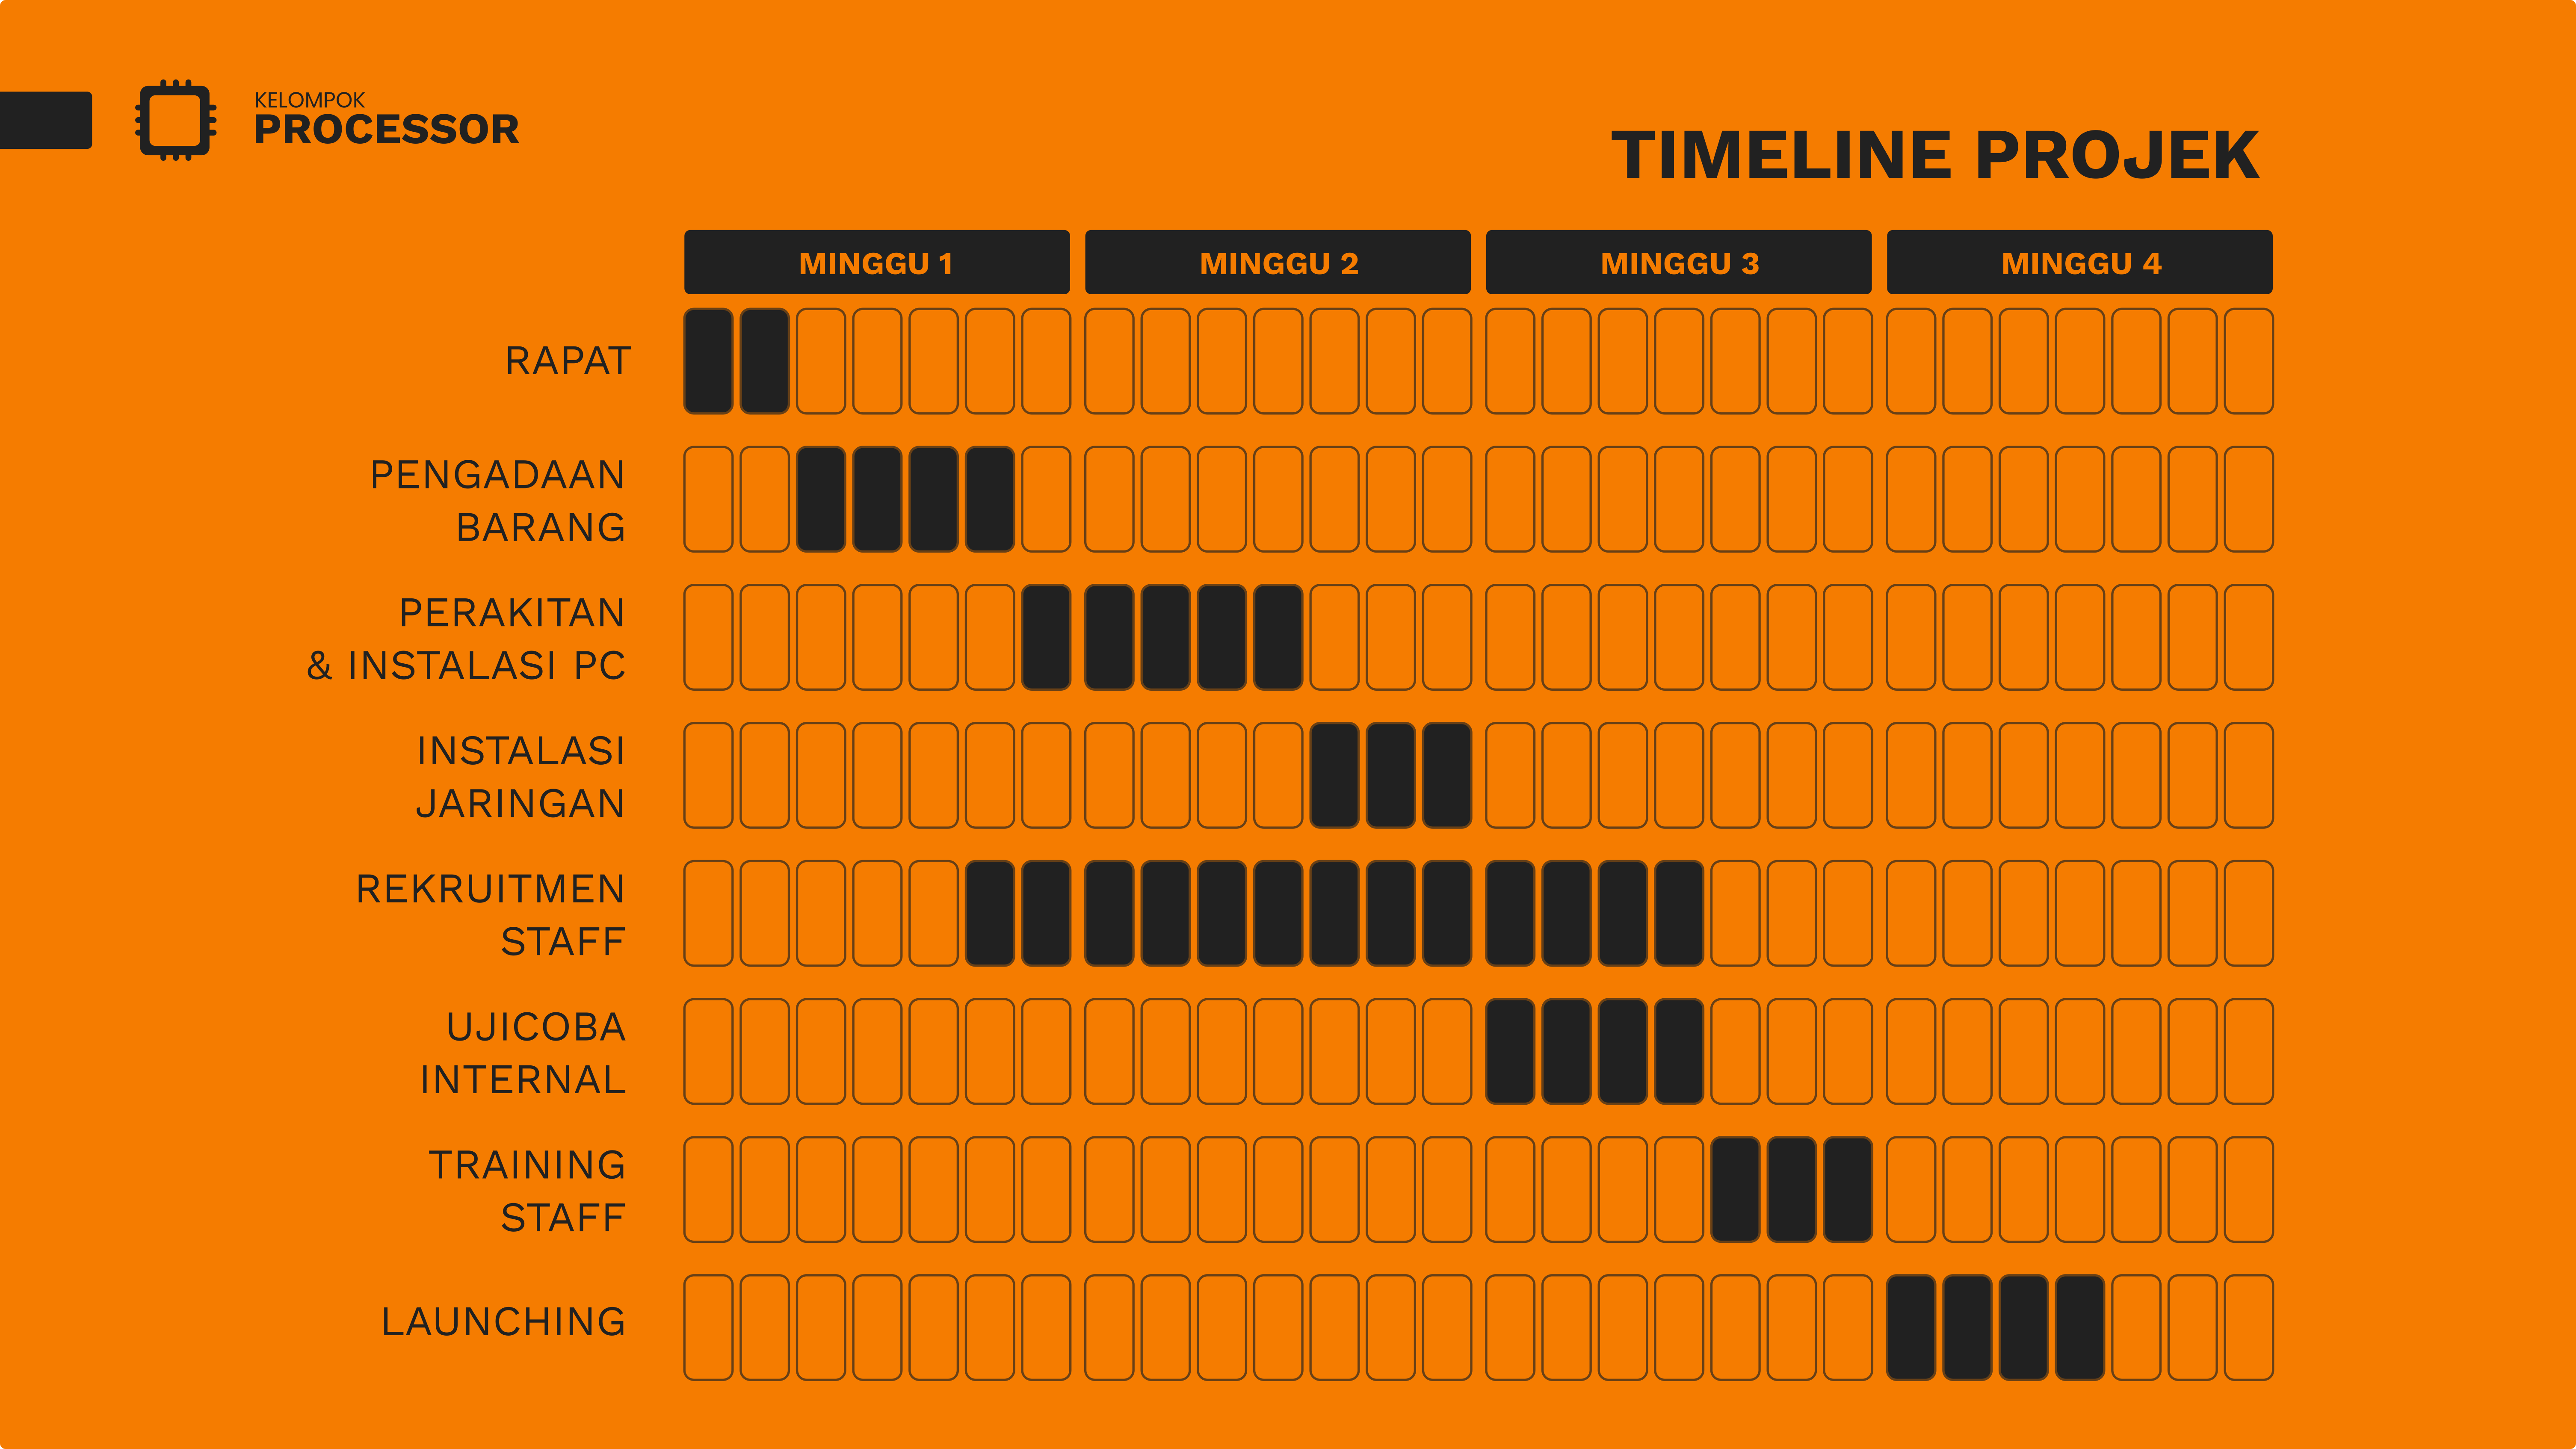 KELOMPOK
PROCESSOR
TIMELINE PROJEK
MINGGU 1
MINGGU 2
MINGGU 3
MINGGU 4
RAPAT
PENGADAAN
BARANG
PERAKITAN
& INSTALASI PC
INSTALASI
JARINGAN
REKRUITMEN
STAFF
UJICOBA
INTERNAL
TRAINING
STAFF
LAUNCHING